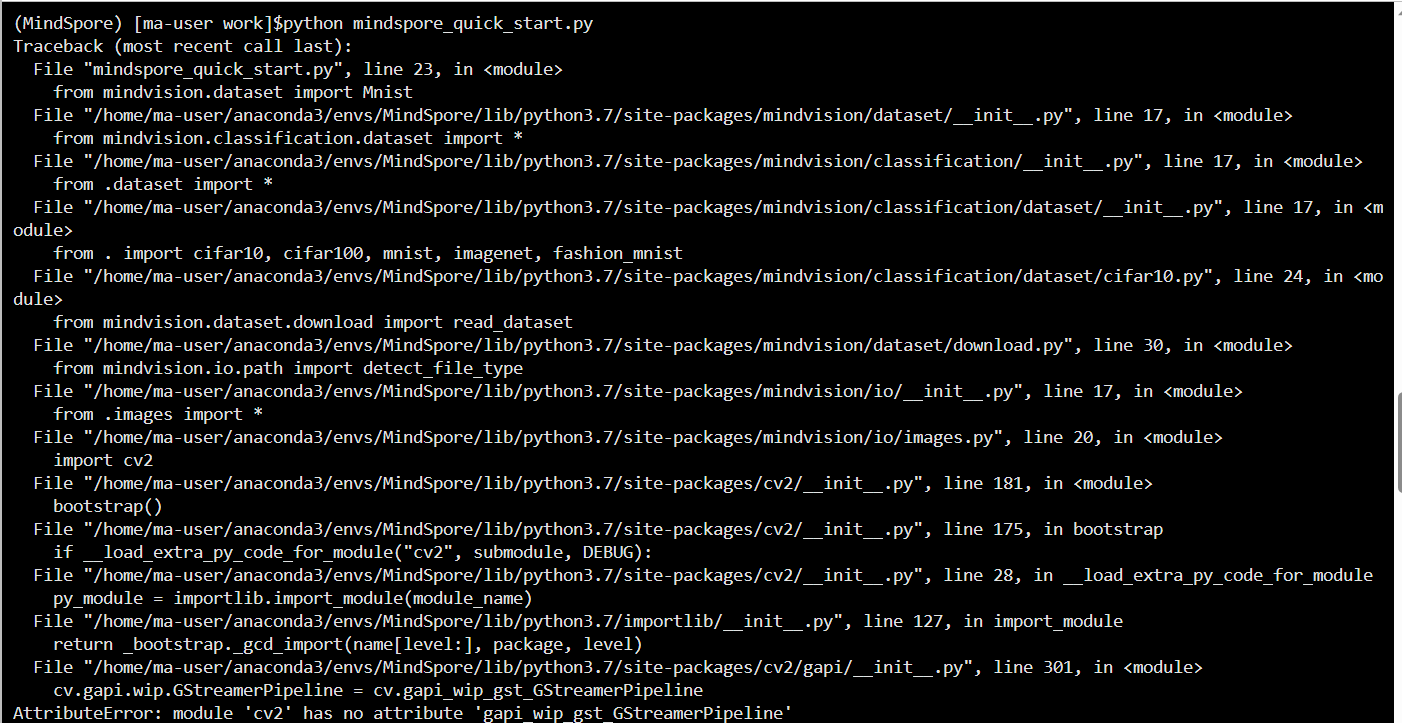 (MindSpore) [ma-user work]$python mindspore_quick_start.py
Traceback (most recent call last):
  File "mindspore_quick_start.py", line 23, in <module>
    from mindvision.dataset import Mnist
  File "/home/ma-user/anaconda3/envs/MindSpore/lib/python3.7/site-packages/mindvision/dataset/__init__.py", line 17, in <module>
    from mindvision.classification.dataset import *
  File "/home/ma-user/anaconda3/envs/MindSpore/lib/python3.7/site-packages/mindvision/classification/__init__.py", line 17, in <module>
    from .dataset import *
  File "/home/ma-user/anaconda3/envs/MindSpore/lib/python3.7/site-packages/mindvision/classification/dataset/__init__.py", line 17, in <m
odule>
    from . import cifar10, cifar100, mnist, imagenet, fashion_mnist
  File "/home/ma-user/anaconda3/envs/MindSpore/lib/python3.7/site-packages/mindvision/classification/dataset/cifar10.py", line 24, in <mo
dule>
    from mindvision.dataset.download import read_dataset
  File "/home/ma-user/anaconda3/envs/MindSpore/lib/python3.7/site-packages/mindvision/dataset/download.py", line 30, in <module>
    from mindvision.io.path import detect_file_type
  File "/home/ma-user/anaconda3/envs/MindSpore/lib/python3.7/site-packages/mindvision/io/__init__.py", line 17, in <module>
    from .images import *
  File "/home/ma-user/anaconda3/envs/MindSpore/lib/python3.7/site-packages/mindvision/io/images.py", line 20, in <module>
    import cv2
  File "/home/ma-user/anaconda3/envs/MindSpore/lib/python3.7/site-packages/cv2/__init__.py", line 181, in <module>
    bootstrap()
  File "/home/ma-user/anaconda3/envs/MindSpore/lib/python3.7/site-packages/cv2/__init__.py", line 175, in bootstrap
    if __load_extra_py_code_for_module("cv2", submodule, DEBUG):
  File "/home/ma-user/anaconda3/envs/MindSpore/lib/python3.7/site-packages/cv2/__init__.py", line 28, in __load_extra_py_code_for_module
    py_module = importlib.import_module(module_name)
  File "/home/ma-user/anaconda3/envs/MindSpore/lib/python3.7/importlib/__init__.py", line 127, in import_module
    return _bootstrap._gcd_import(name[level:], package, level)
  File "/home/ma-user/anaconda3/envs/MindSpore/lib/python3.7/site-packages/cv2/gapi/__init__.py", line 301, in <module>
    cv.gapi.wip.GStreamerPipeline = cv.gapi_wip_gst_GStreamerPipeline
AttributeError: module 'cv2' has no attribute 'gapi_wip_gst_GStreamerPipeline'